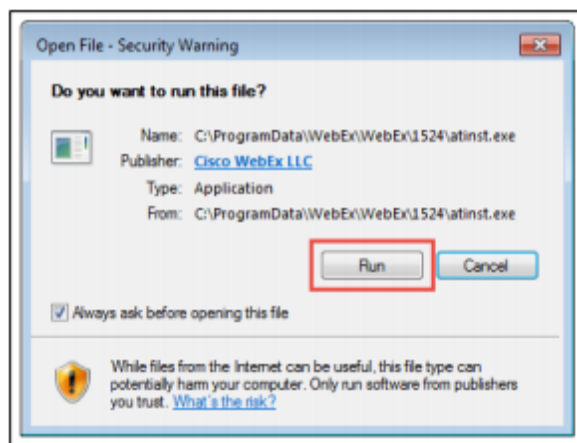 Open File - Security Warning
Do you want to run this file?
Name: C:\ProgramData\WebEx\WebEx\1524\atinst.exe
Publisher: Cisco WebEx LLC
Type: Application
From: C:\ProgramData\WebEx\WebEx\1524\atinst.exe
Run Cancel
Always ask before opening this file
While files from the Internet can be useful, this file type can
potentially harm your computer. Only run software from publishers
you trust. What's the risk?